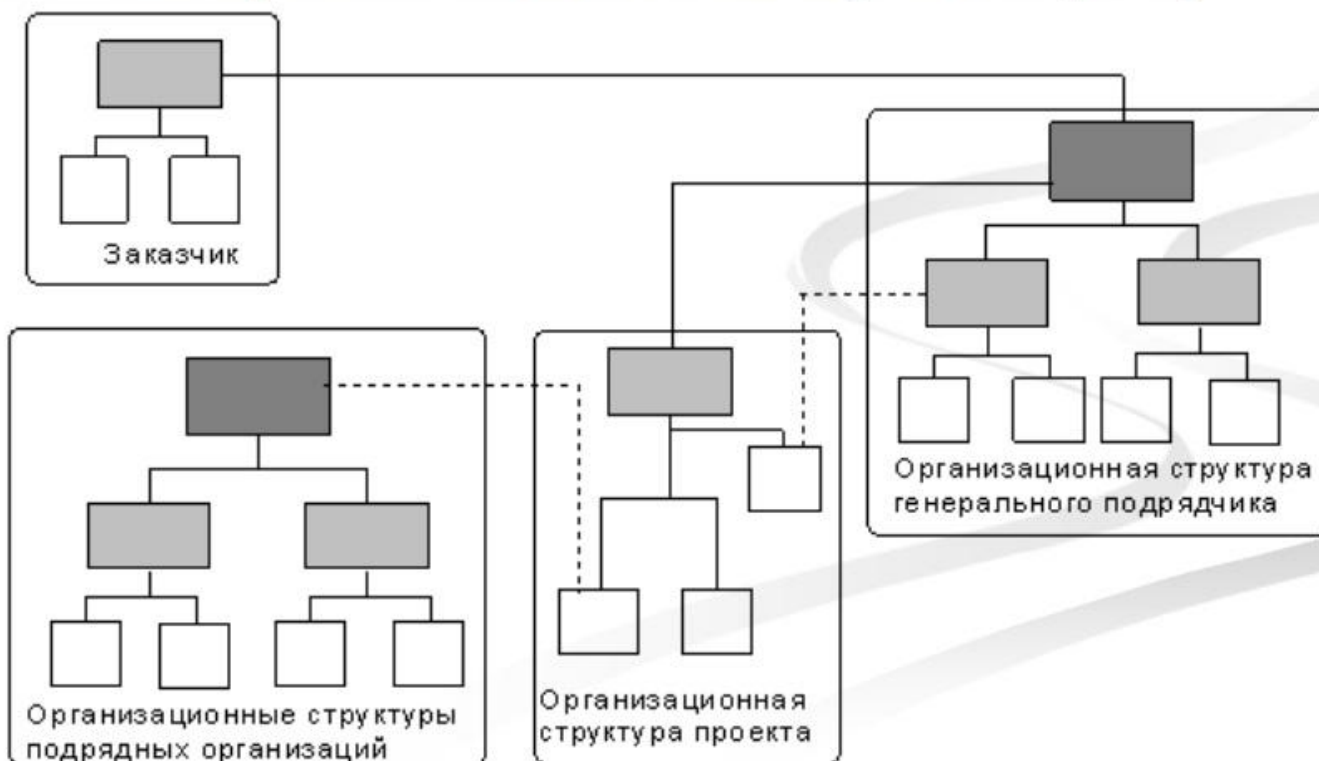 Заказчик
Организационная структура
генерального подрядчика
Организационные структуры
подрядных организаций
Организационная
структура проекта